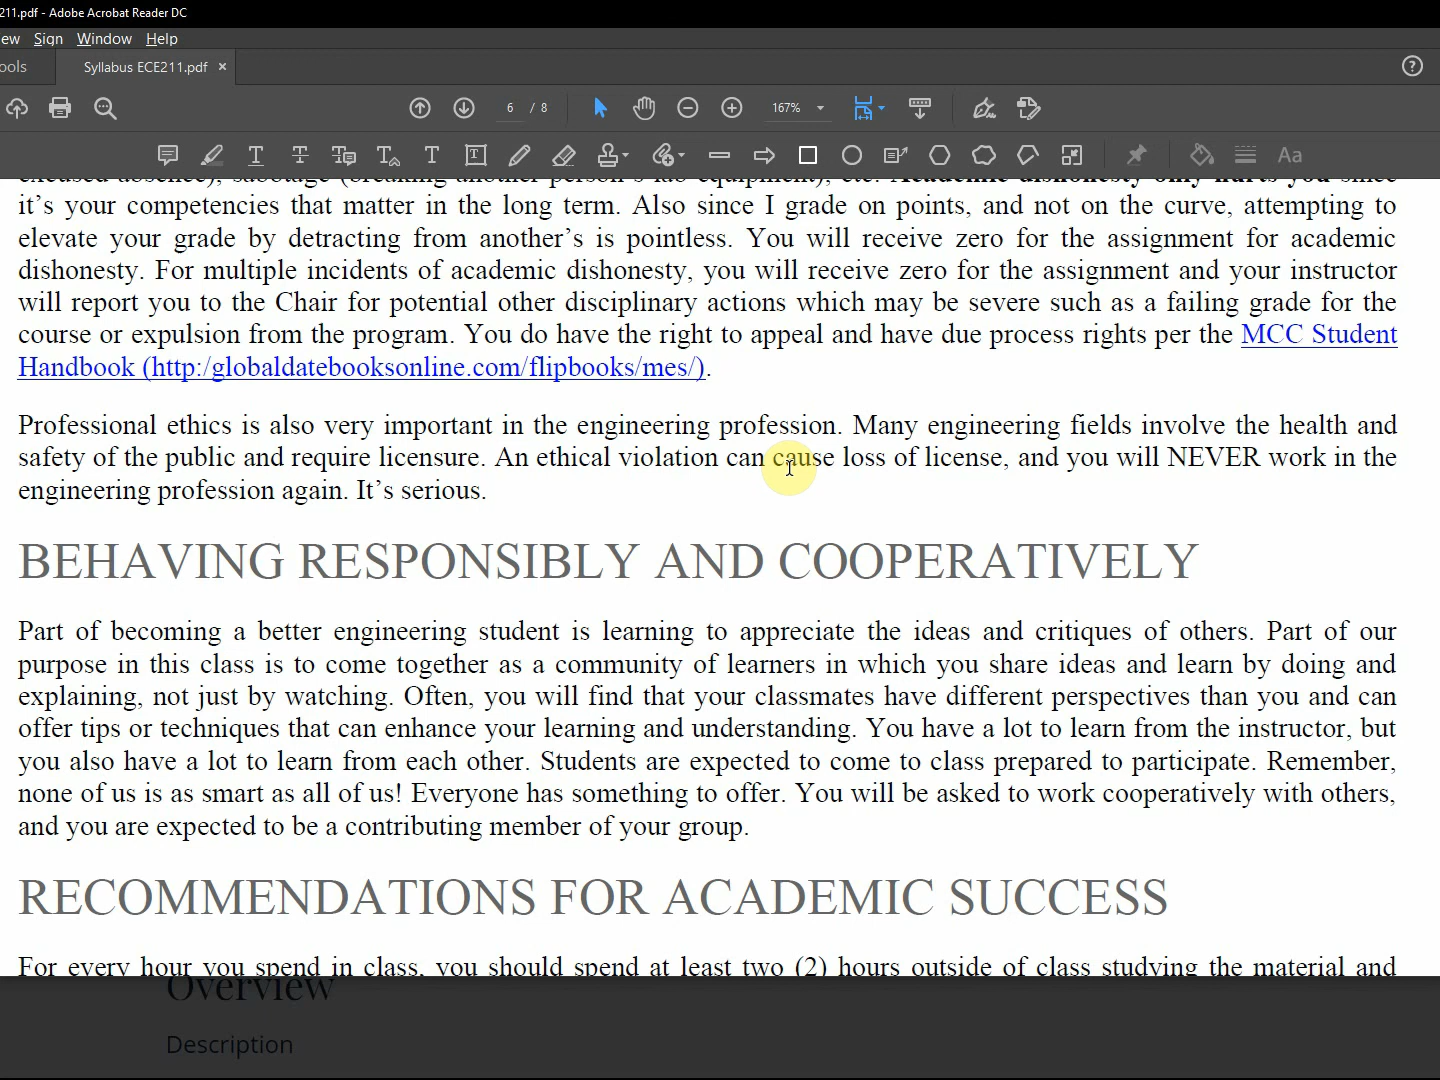 211.pdf - Adobe Acrobat Reader DC
ew Sign Window Help
ools Syllabus ECE211.pdf ×
6 / 8 167%
Aa
excused absence), sabotage (breaking another person's lab equipment), etc. Academic dishonesty only hurts you since
it's your competencies that matter in the long term. Also since I grade on points, and not on the curve, attempting to
elevate your grade by detracting from another's is pointless. You will receive zero for the assignment for academic
dishonesty. For multiple incidents of academic dishonesty, you will receive zero for the assignment and your instructor
will report you to the Chair for potential other disciplinary actions which may be severe such as a failing grade for the
course or expulsion from the program. You do have the right to appeal and have due process rights per the MCC Student
Handbook (http:/globaldatebooksonline.com/flipbooks/mes/).
Professional ethics is also very important in the engineering profession. Many engineering fields involve the health and
safety of the public and require licensure. An ethical violation can cause loss of license, and you will NEVER work in the
engineering profession again. It's serious.
BEHAVING RESPONSIBLY AND COOPERATIVELY
Part of becoming a better engineering student is learning to appreciate the ideas and critiques of others. Part of our
purpose in this class is to come together as a community of learners in which you share ideas and learn by doing and
explaining, not just by watching. Often, you will find that your classmates have different perspectives than you and can
offer tips or techniques that can enhance your learning and understanding. You have a lot to learn from the instructor, but
you also have a lot to learn from each other. Students are expected to come to class prepared to participate. Remember,
none of us is as smart as all of us! Everyone has something to offer. You will be asked to work cooperatively with others,
and you are expected to be a contributing member of your group.
RECOMMENDATIONS FOR ACADEMIC SUCCESS
For every hour you spend in class, you should spend at least two (2) hours outside of class studying the material and
Overview
Description